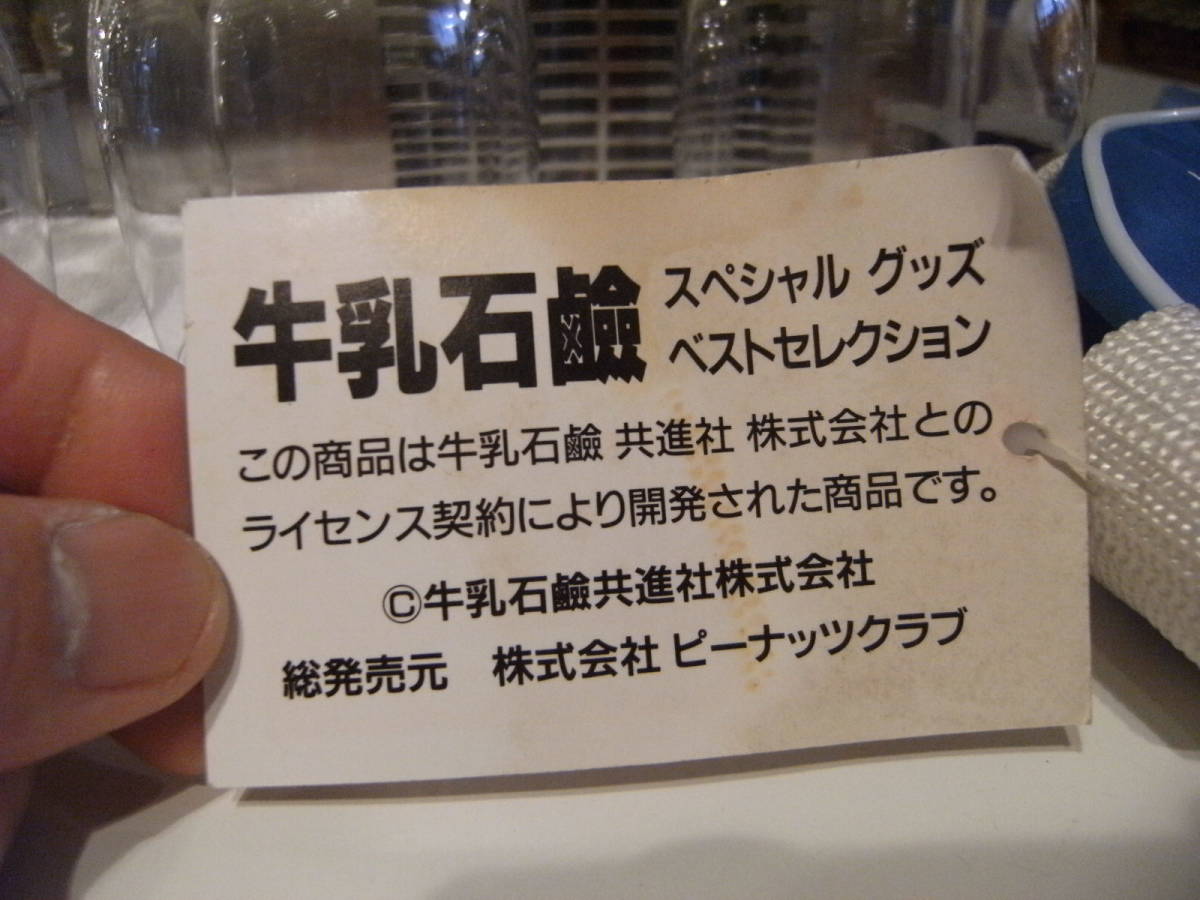 牛乳石鹼 スペシャル グッズ
ベストセレクション
この商品は牛乳石鹼 共進社 株式会社との
ライセンス契約により開発された商品です。
©牛乳石鹼共進社株式会社
総発売元 株式会社 ピーナッツクラブ